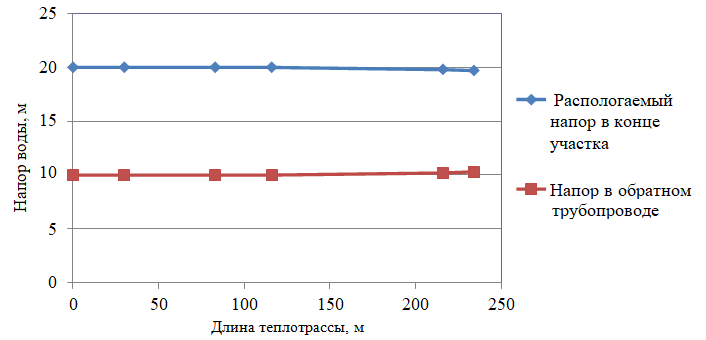 25
20
15
10
5
0
0 50 100 150 200 250
Напор воды, м
Длина теплотрассы, м
Распологаемый
напор в конце
участка
Напор в обратном
трубопроводе